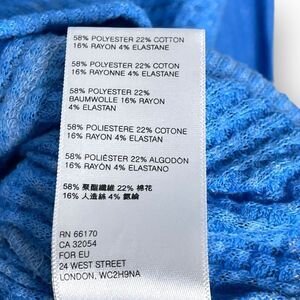 58% POLYESTER 22% COTTON
16% RAYON 4% ELASTANE
58% POLYESTER 22% COTON
16% RAYONNE 4% ELASTANE
58% POLYESTER 22%
BAUMWOLLE 16% RAYON
4% ELASTAN
58% POLIESTERE 22% COTONE
16% RAYON 4% ELASTAN
58% POLIÉSTER 22% ALGODÓN
16% RAYÓN 4% ELASTANO
58% 聚酯纖維 22% 棉花
16% 人造絲 4% 氨綸
RN 66170
CA 32054
FOR EU
24 WEST STREET
LONDON, WC2H9NA